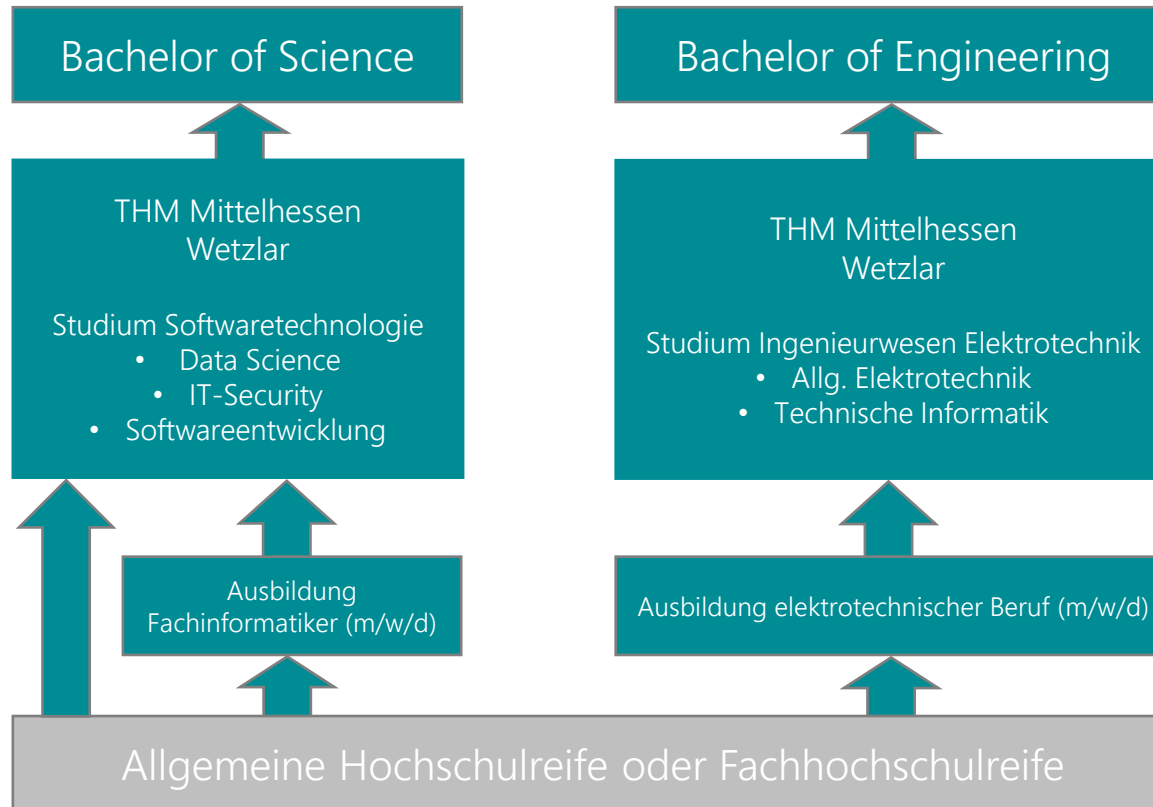 Bachelor of Science
Bachelor of Engineering
THM Mittelhessen
Wetzlar
Studium Softwaretechnologie
• Data Science
• IT-Security
• Softwareentwicklung
THM Mittelhessen
Wetzlar
Studium Ingenieurwesen Elektrotechnik
• Allg. Elektrotechnik
• Technische Informatik
Ausbildung
Fachinformatiker (m/w/d)
Ausbildung elektrotechnischer Beruf (m/w/d)
Allgemeine Hochschulreife oder Fachhochschulreife